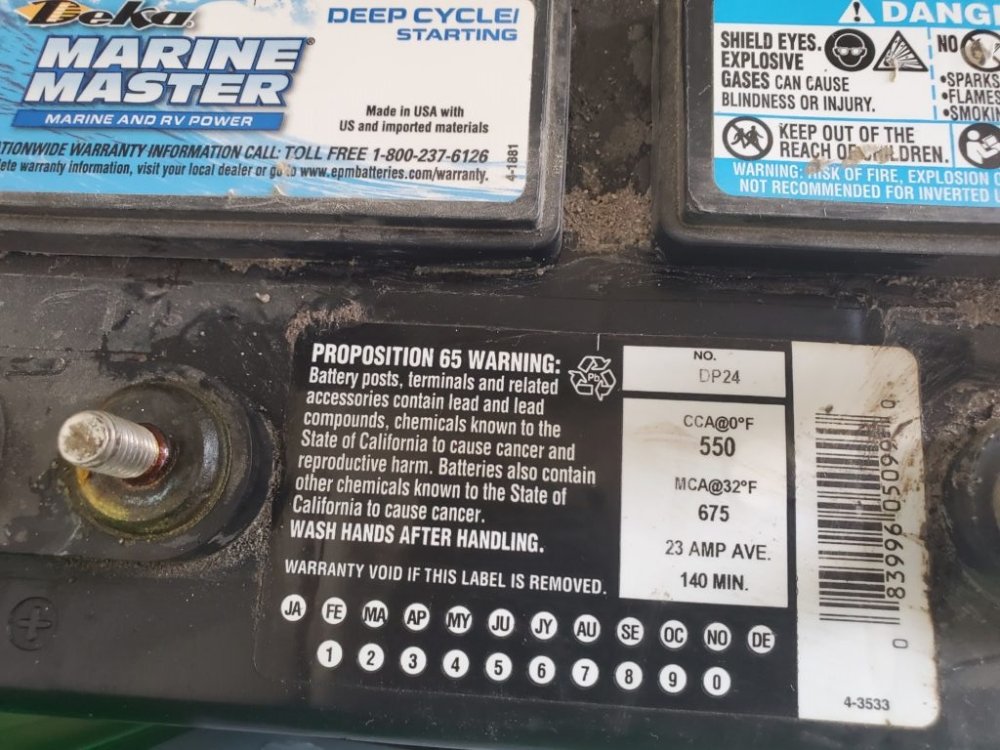 Deka
MARINE
MASTER®
MARINE AND RV POWER
DEEP CYCLE/
STARTING
Made in USA with
US and imported materials
WARRANTY INFORMATION CALL: TOLL FREE 1-800-237-6126
warranty information, visit your local dealer or go to www.epmbatteries.com/warranty.
4-1881
DANG
SHIELD EYES.
EXPLOSIVE
GASES CAN CAUSE
BLINDNESS OR INJURY.
NO
•SPARKS
•FLAMES
•SMOKIN
KEEP OUT OF THE
REACH OF CHILDREN.
WARNING: RISK OF FIRE, EXPLOSION
NOT RECOMMENDED FOR INVERTED
PROPOSITION 65 WARNING:
Battery posts, terminals and related
accessories contain lead and lead
compounds, chemicals known to the
State of California to cause cancer and
reproductive harm. Batteries also contain
other chemicals known to the State of
California to cause cancer.
WASH HANDS AFTER HANDLING.
WARRANTY VOID IF THIS LABEL IS REMOVED.
Pb
NO.
DP24
CCA@0°F
550
MCA@32°F
675
23 AMP AVE.
140 MIN.
JA FE MA AP MY JU JY AU SE OC NO DE
1 2 3 4 5 6 7 8 9 0
0 83996 05099 0
4-3533
+